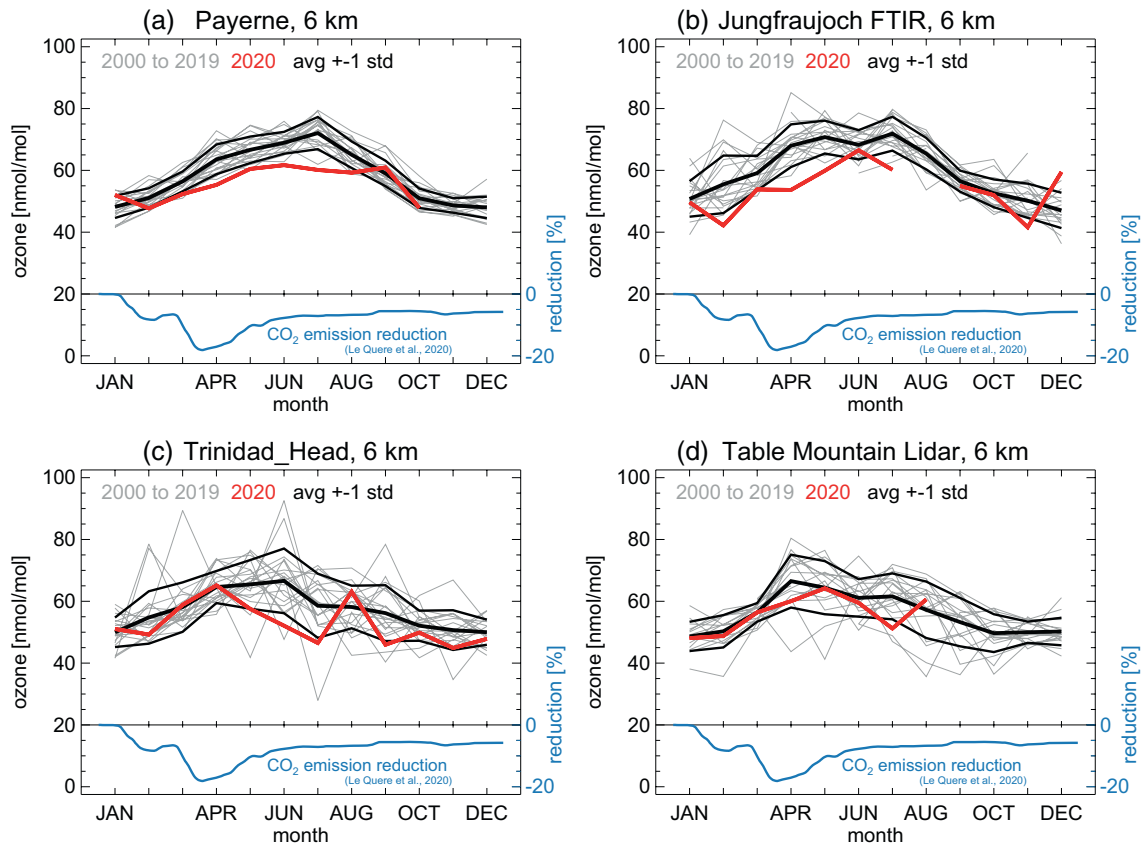 (a) Payerne, 6 km
2000 to 2019 2020 avg +-1 std
ozone [nmol/mol]
100
80
60
40
20
0
0
-20
reduction [%]
CO2 emission reduction
(Le Quere et al., 2020)
JAN APR JUN AUG OCT DEC
month
(b) Jungfraujoch FTIR, 6 km
2000 to 2019 2020 avg +-1 std
ozone [nmol/mol]
100
80
60
40
20
0
0
-20
reduction [%]
CO2 emission reduction
(Le Quere et al., 2020)
JAN APR JUN AUG OCT DEC
month
(c) Trinidad_Head, 6 km
2000 to 2019 2020 avg +-1 std
ozone [nmol/mol]
100
80
60
40
20
0
0
-20
reduction [%]
CO2 emission reduction
(Le Quere et al., 2020)
JAN APR JUN AUG OCT DEC
month
(d) Table Mountain Lidar, 6 km
2000 to 2019 2020 avg +-1 std
ozone [nmol/mol]
100
80
60
40
20
0
0
-20
reduction [%]
CO2 emission reduction
(Le Quere et al., 2020)
JAN APR JUN AUG OCT DEC
month